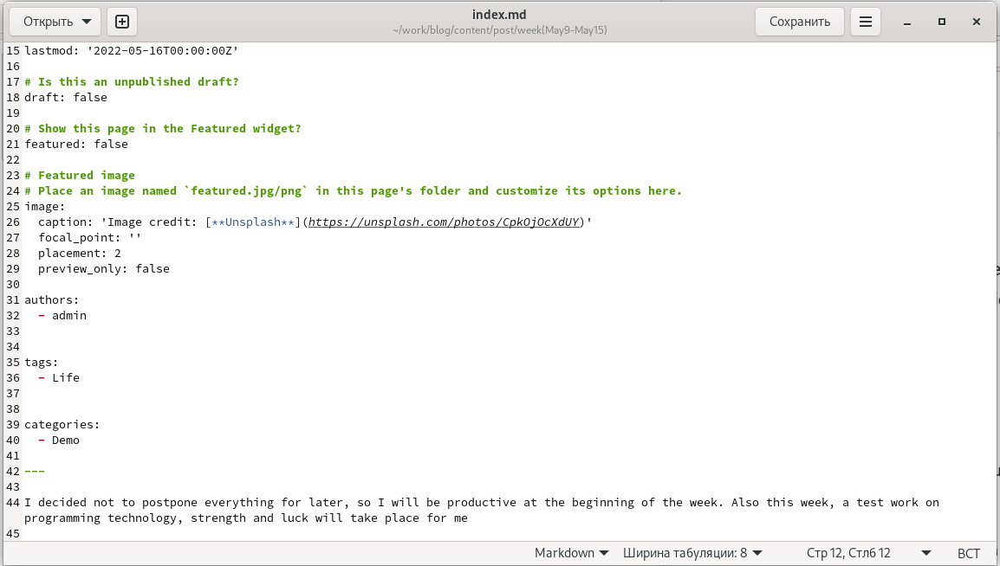 Открыть
index.md
~/work/blog/content/post/week(May9-May15)
Сохранить
15 lastmod: '2022-05-16T00:00:00Z'
16
17 # Is this an unpublished draft?
18 draft: false
19
20 # Show this page in the Featured widget?
21 featured: false
22
23 # Featured image
24 # Place an image named `featured.jpg/png` in this page's folder and customize its options here.
25 image:
26   caption: 'Image credit: [**Unsplash**](https://unsplash.com/photos/CpkOjOcXdUY)'
27   focal_point: ''
28   placement: 2
29   preview_only: false
30
31 authors:
32   - admin
33
34
35 tags:
36   - Life
37
38
39 categories:
40   - Demo
41
42 ---
43
44 I decided not to postpone everything for later, so I will be productive at the beginning of the week. Also this week, a test work on
programming technology, strength and luck will take place for me
45
Markdown Ширина табуляции: 8 Стр 12, Стлб 12 ВСТ